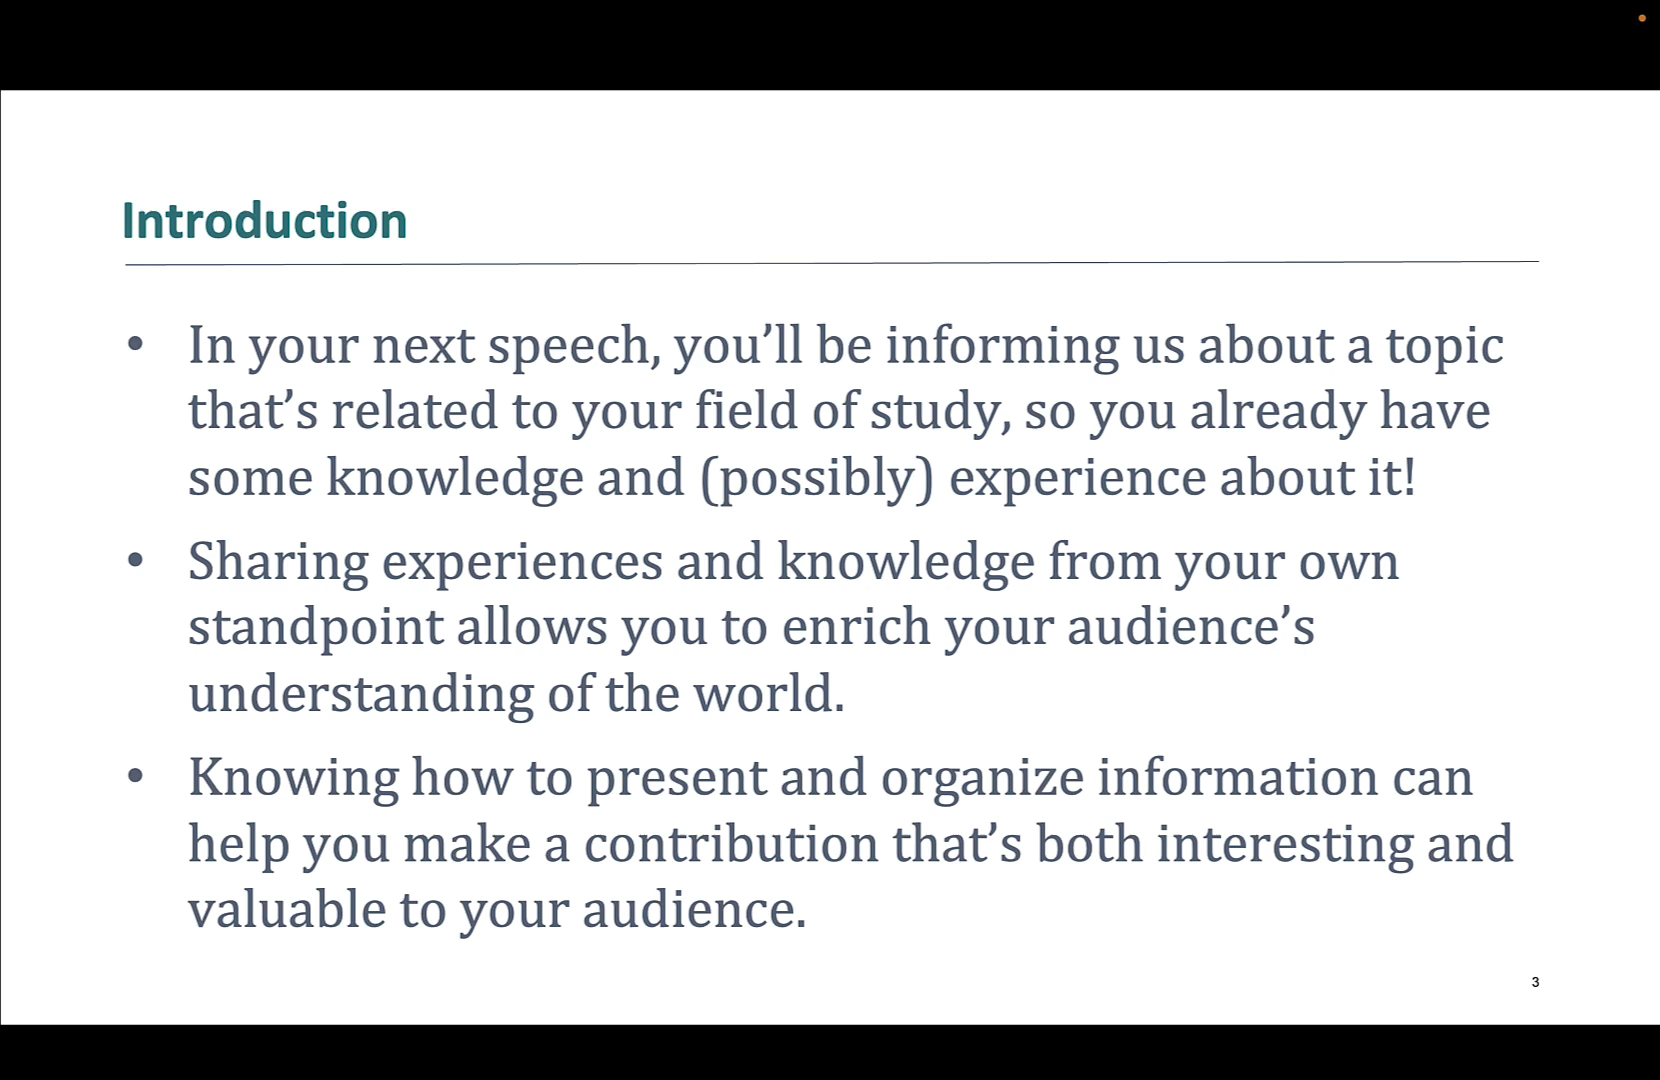 Introduction
• In your next speech, you’ll be informing us about a topic
that’s related to your field of study, so you already have
some knowledge and (possibly) experience about it!
• Sharing experiences and knowledge from your own
standpoint allows you to enrich your audience’s
understanding of the world.
• Knowing how to present and organize information can
help you make a contribution that’s both interesting and
valuable to your audience.
3